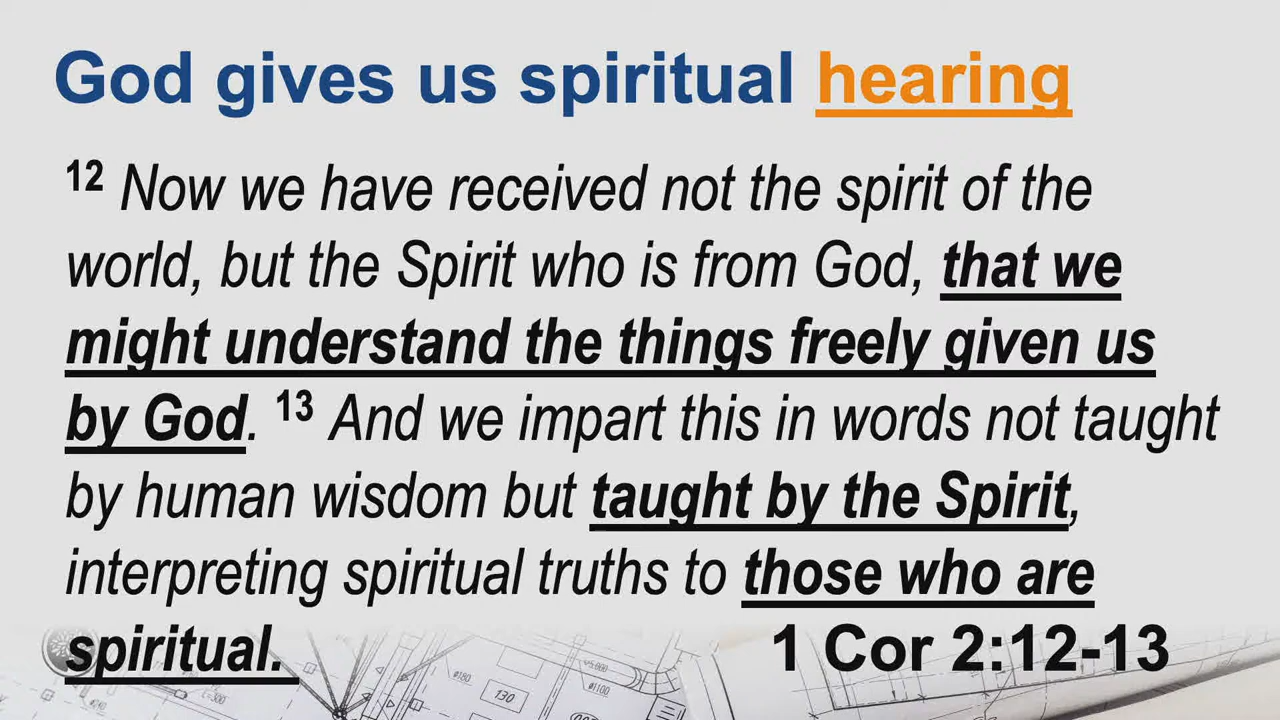 God gives us spiritual hearing
12 Now we have received not the spirit of the
world, but the Spirit who is from God, that we
might understand the things freely given us
by God. 13 And we impart this in words not taught
by human wisdom but taught by the Spirit,
interpreting spiritual truths to those who are
spiritual. 1 Cor 2:12-13
130
ø180
ø1100